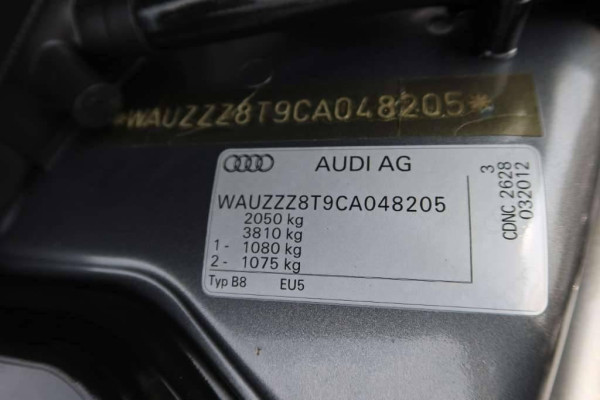 *WAUZZZ8T9CA048205*
AUDI AG
WAUZZZ8T9CA048205
2050 kg
3810 kg
1 - 1080 kg
2 - 1075 kg
Typ B8 EU5
3
CDNC 2628
032012